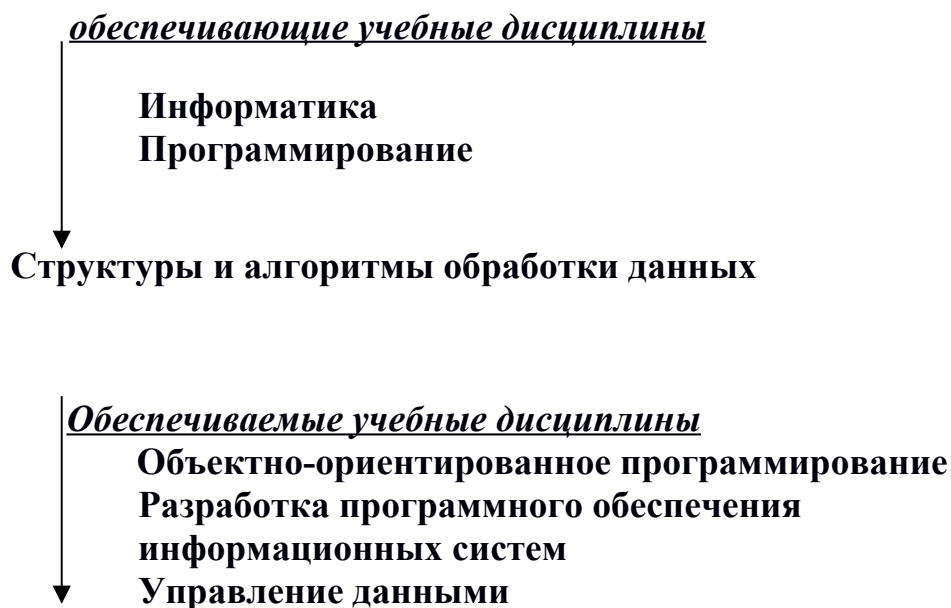 обеспечивающие учебные дисциплины
Информатика
Программирование
Структуры и алгоритмы обработки данных
Обеспечиваемые учебные дисциплины
Объектно-ориентированное программирование
Разработка программного обеспечения
информационных систем
Управление данными